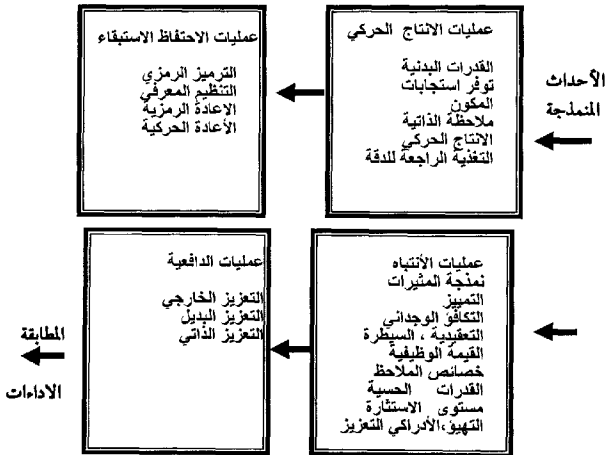 الأحداث
المنمذجة
عمليات الانتاج الحركي
القدرات البدنية
توفر استجابات
المكون
ملاحظة الذاتية
الانتاج الحركي
التغذية الراجعة للدقة
عمليات الاحتفاظ الاستبقاء
الترميز الرمزي
التنظيم المعرفي
الاعادة الرمزية
الأعادة الحركية
عمليات الأنتباه
نمذجة المثيرات
التمييز
التكافؤ الوجداني
التعقيدية ، السيطرة
القيمة الوظيفية
خصائص الملاحظ
القدرات الحسية
مستوى الاستثارة
التهيؤ،الأدراكي التعزيز
عمليات الدافعية
التعزيز الخارجي
التعزيز البديل
التعزيز الذاتي
المطابقة
الاداءات